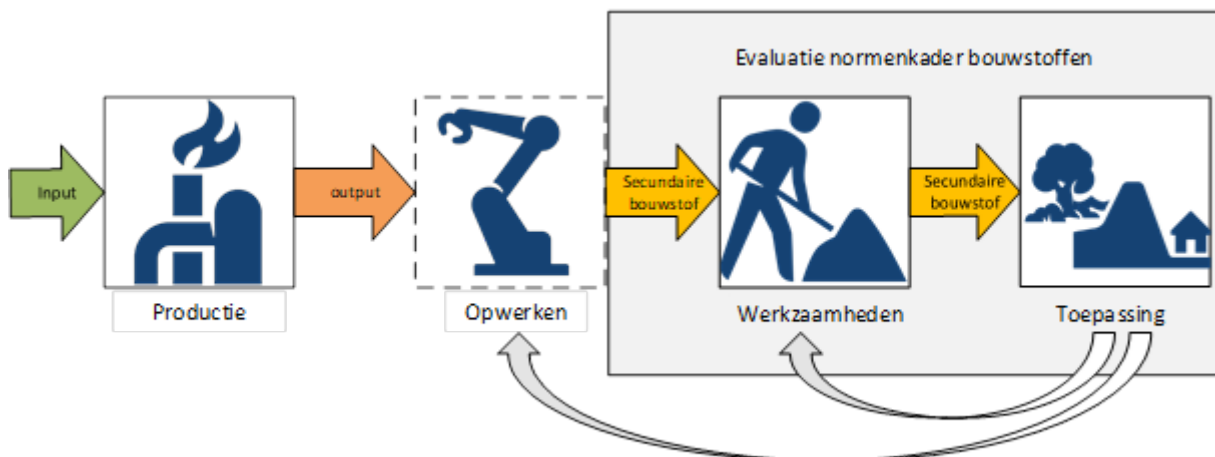 Evaluatie normenkader bouwstoffen
Input
output
Secundaire
bouwstof
Secundaire
bouwstof
Productie
Opwerken
Werkzaamheden
Toepassing